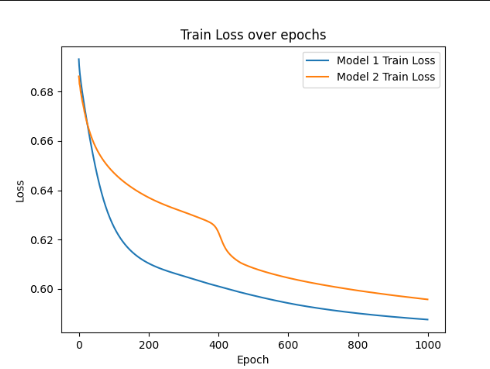 Train Loss over epochs
Model 1 Train Loss
Model 2 Train Loss
Loss
0.68
0.66
0.64
0.62
0.60
0 200 400 600 800 1000
Epoch